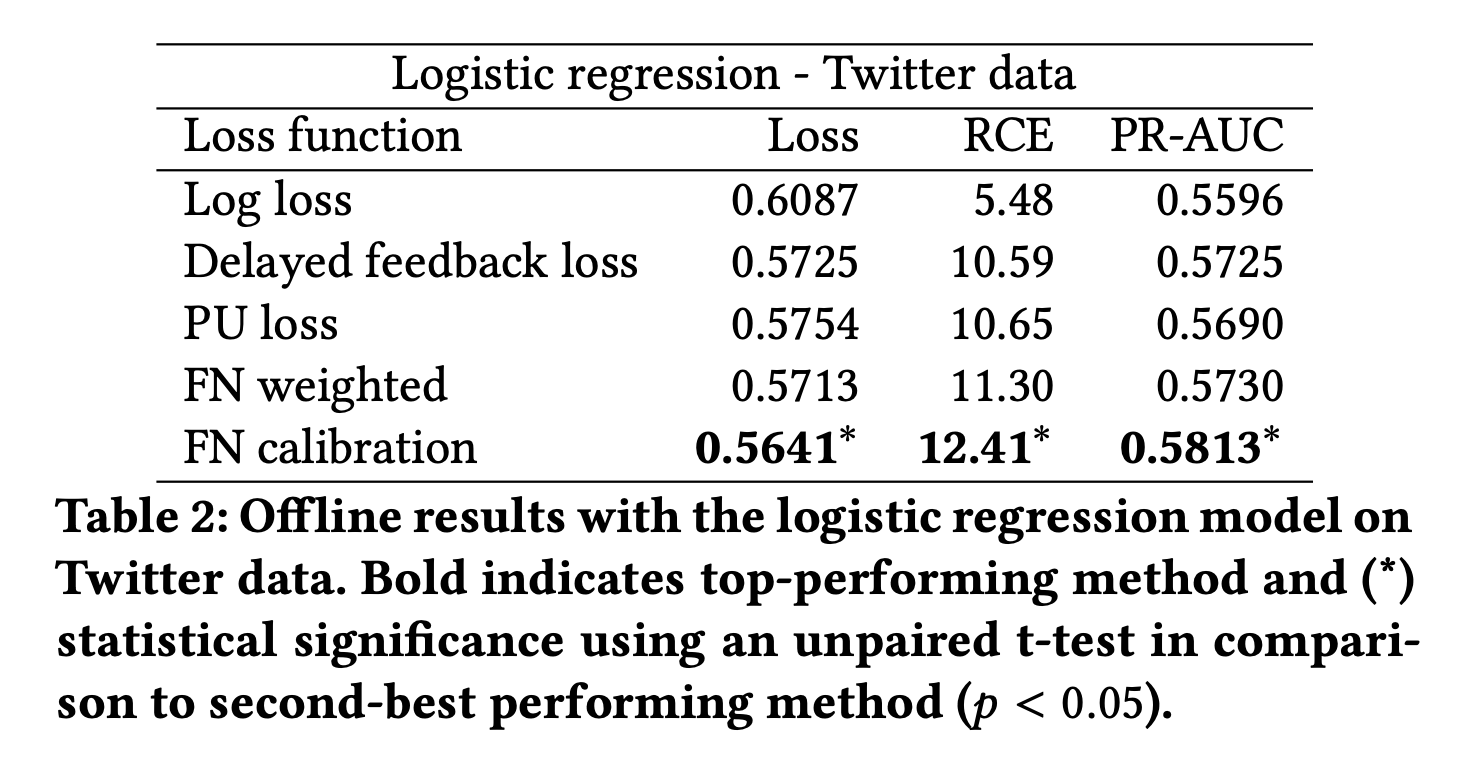 Logistic regression - Twitter data
Loss function Loss RCE PR-AUC
Log loss 0.6087 5.48 0.5596
Delayed feedback loss 0.5725 10.59 0.5725
PU loss 0.5754 10.65 0.5690
FN weighted 0.5713 11.30 0.5730
FN calibration 0.5641* 12.41* 0.5813*
Table 2: Offline results with the logistic regression model on
Twitter data. Bold indicates top-performing method and (*)
statistical significance using an unpaired t-test in compari-
son to second-best performing method (p < 0.05).